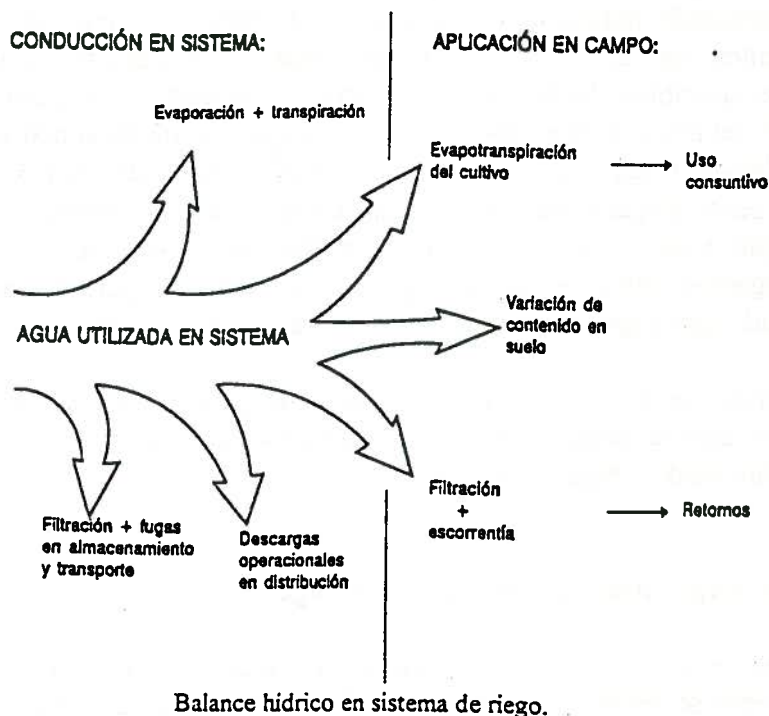 CONDUCCIÓN EN SISTEMA:
APLICACIÓN EN CAMPO:
Evaporación + transpiración
Evapotranspiración
del cultivo
Uso
consuntivo
AGUA UTILIZADA EN SISTEMA
Variación de
contenido en
suelo
Filtración + fugas
en almacenamiento
y transporte
Descargas
operacionales
en distribución
Filtración
+
escorrentía
Retornos
Balance hídrico en sistema de riego.